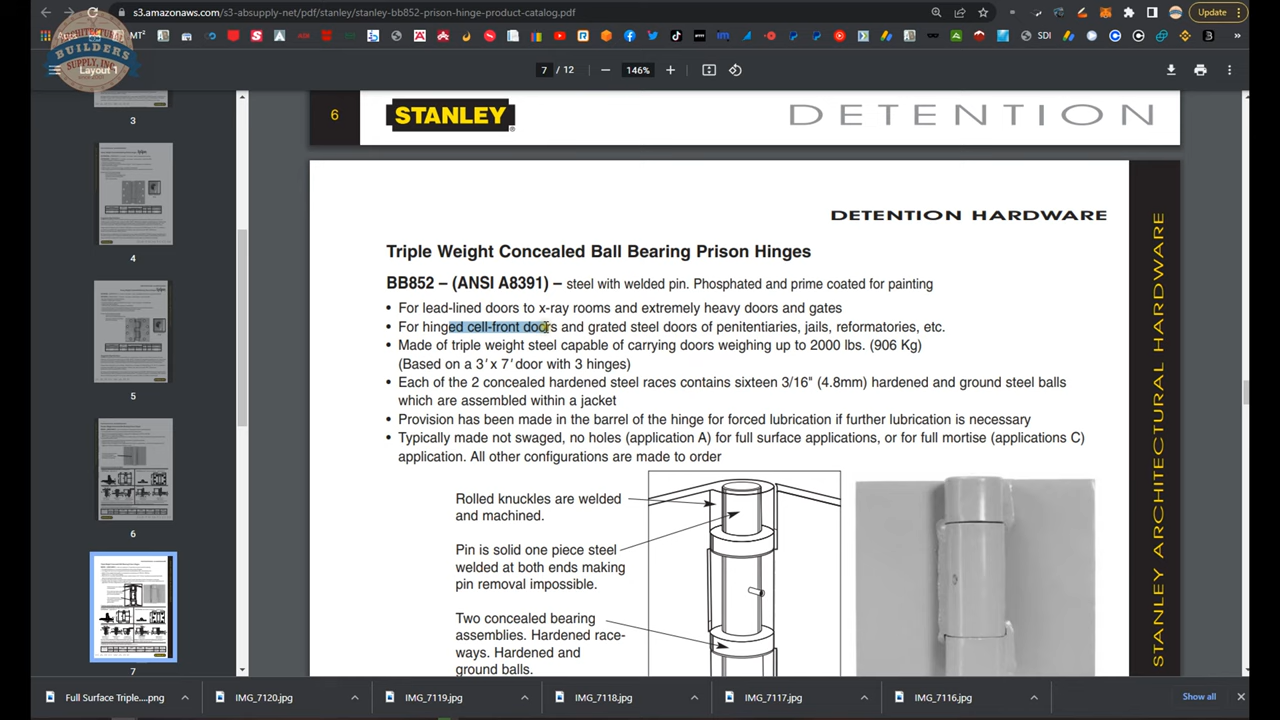 s3.amazonaws.com/s3-absupply-net/pdf/stanley/stanley-bb852-prison-hinge-product-catalog.pdf
Update
MT²
SDI
ARCHITECTURAL
BUILDERS
SUPPLY, INC
Layout 1
7 / 12
146%
3
4
5
6
7
6
STANLEY
DETENTION
DETENTION HARDWARE
Triple Weight Concealed Ball Bearing Prison Hinges
BB852 – (ANSI A8391) – steel with welded pin. Phosphated and prime coated for painting
• For lead-lined doors to x-ray rooms and extremely heavy doors and gates
• For hinged cell-front doors and grated steel doors of penitentiaries, jails, reformatories, etc.
• Made of triple weight steel capable of carrying doors weighing up to 2000 lbs. (906 Kg)
(Based on a 3' x 7' door with 3 hinges)
• Each of the 2 concealed hardened steel races contains sixteen 3/16" (4.8mm) hardened and ground steel balls
which are assembled within a jacket
• Provision has been made in the barrel of the hinge for forced lubrication if further lubrication is necessary
• Typically made not swaged, no holes (application A) for full surface applications, or for full mortise (applications C)
application. All other configurations are made to order
Rolled knuckles are welded
and machined.
Pin is solid one piece steel
welded at both ends making
pin removal impossible.
Two concealed bearing
assemblies. Hardened race-
ways. Hardened and
ground balls.
STANLEY ARCHITECTURAL HARDWARE
Full Surface Triple....png
IMG_7120.jpg
IMG_7119.jpg
IMG_7118.jpg
IMG_7117.jpg
IMG_7116.jpg
Show all